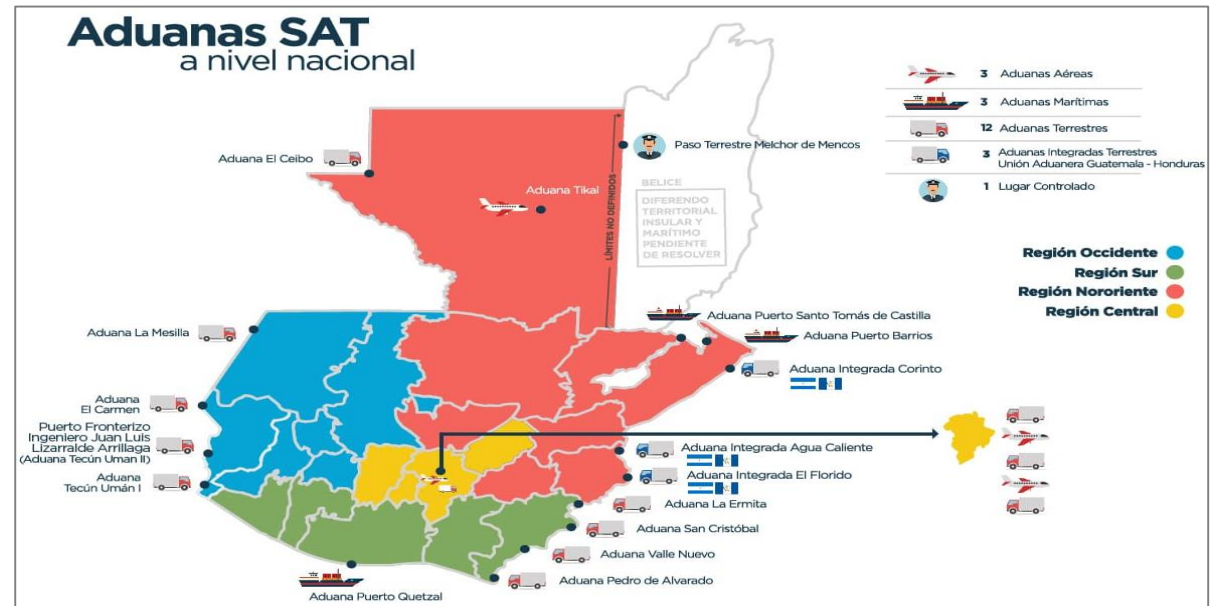 Aduanas SAT
a nivel nacional
3 Aduanas Aéreas
3 Aduanas Marítimas
12 Aduanas Terrestres
3 Aduanas Integradas Terrestres
Unión Aduanera Guatemala - Honduras
1 Lugar Controlado
Aduana El Ceibo
Paso Terrestre Melchor de Mencos
Aduana Tikal
LÍMITES NO DEFINIDOS
BELICE
DIFERENDO
TERRITORIAL
INSULAR Y
MARÍTIMO
PENDIENTE
DE RESOLVER
Región Occidente
Región Sur
Región Nororiente
Región Central
Aduana La Mesilla
Aduana Puerto Santo Tomás de Castilla
Aduana Puerto Barrios
Aduana Integrada Corinto
Aduana
El Carmen
Puerto Fronterizo
Ingeniero Juan Luis
Lizarralde Arrillaga
(Aduana Tecún Uman II)
Aduana
Tecún Umán I
Aduana Integrada Agua Caliente
Aduana Integrada El Florido
Aduana La Ermita
Aduana San Cristóbal
Aduana Valle Nuevo
Aduana Pedro de Alvarado
Aduana Puerto Quetzal